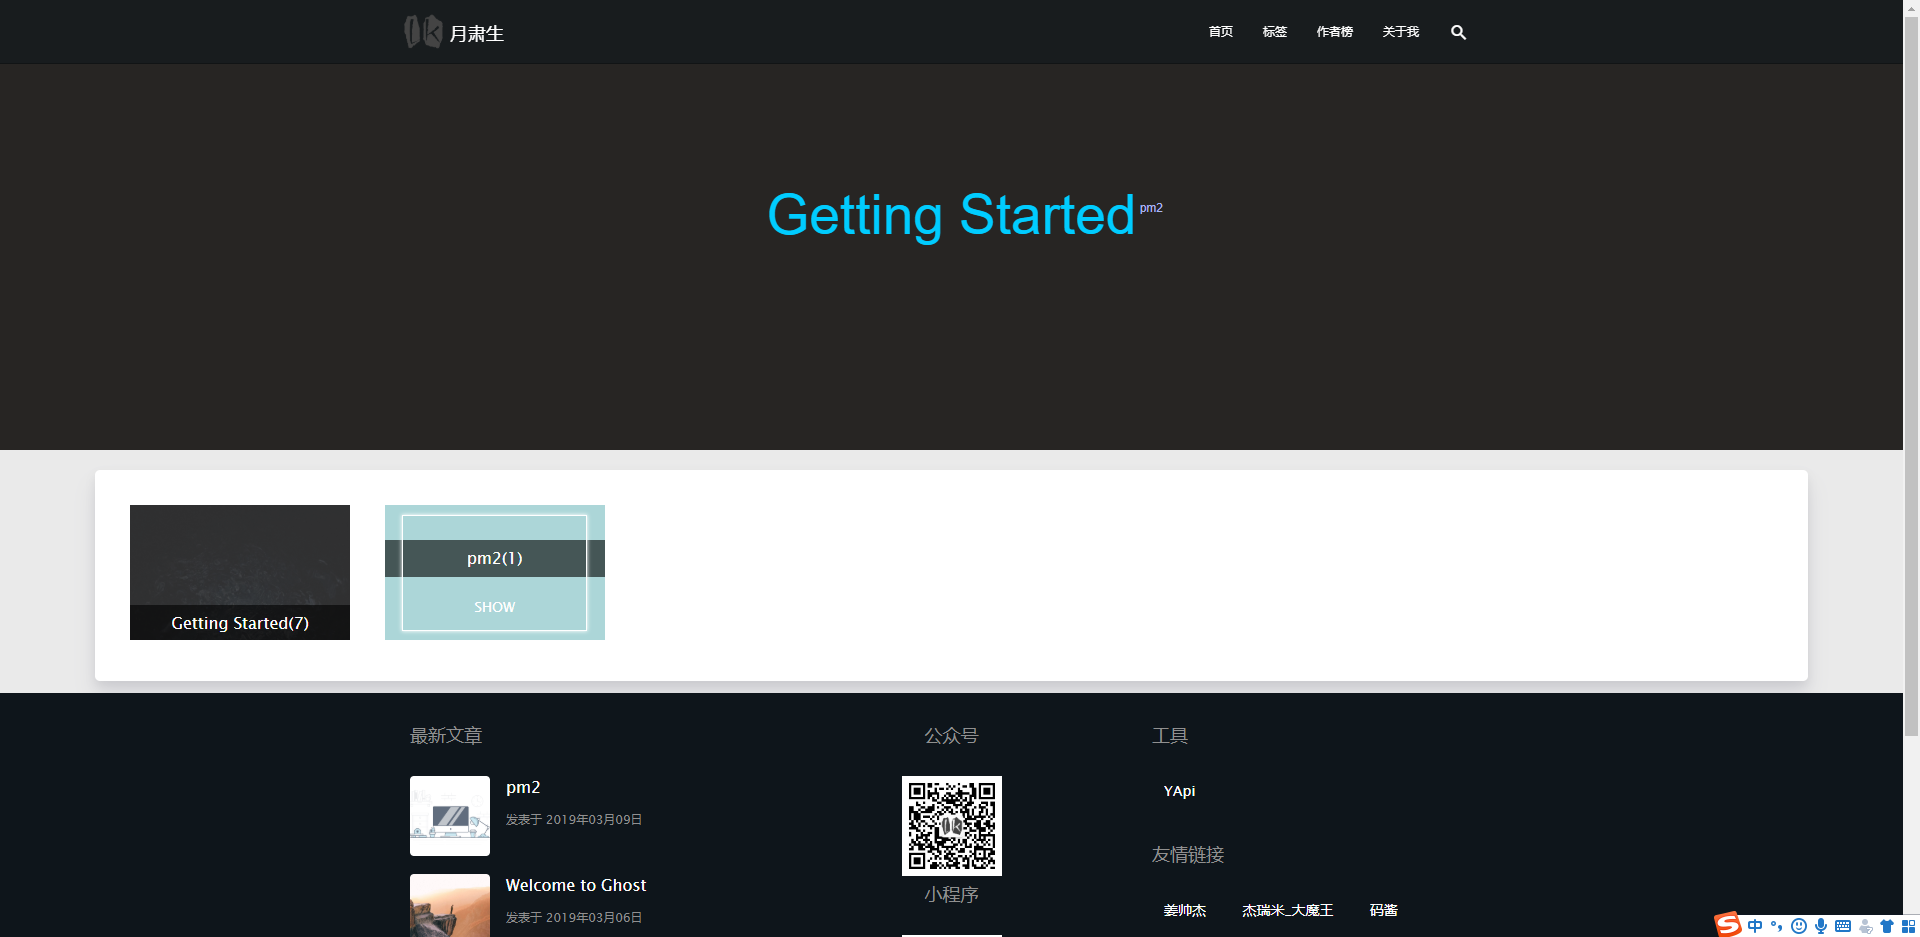 月肃生
首页 标签 作者榜 关于我
Getting Started pm2
Getting Started(7)
pm2(1)
SHOW
最新文章
pm2
发表于 2019年03月09日
Welcome to Ghost
发表于 2019年03月06日
公众号
小程序
工具
YApi
友情链接
姜帅杰 杰瑞米_大魔王 码酱
中